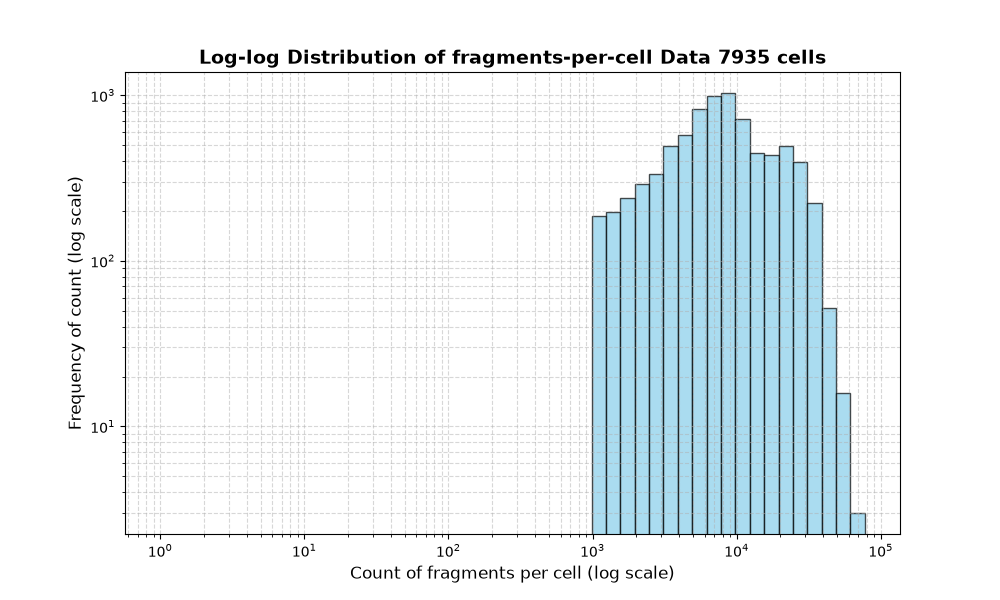 Log-log Distribution of fragments-per-cell Data 7935 cells
Frequency of count (log scale)
10³
10²
10¹
10⁰ 10¹ 10² 10³ 10⁴ 10⁵
Count of fragments per cell (log scale)